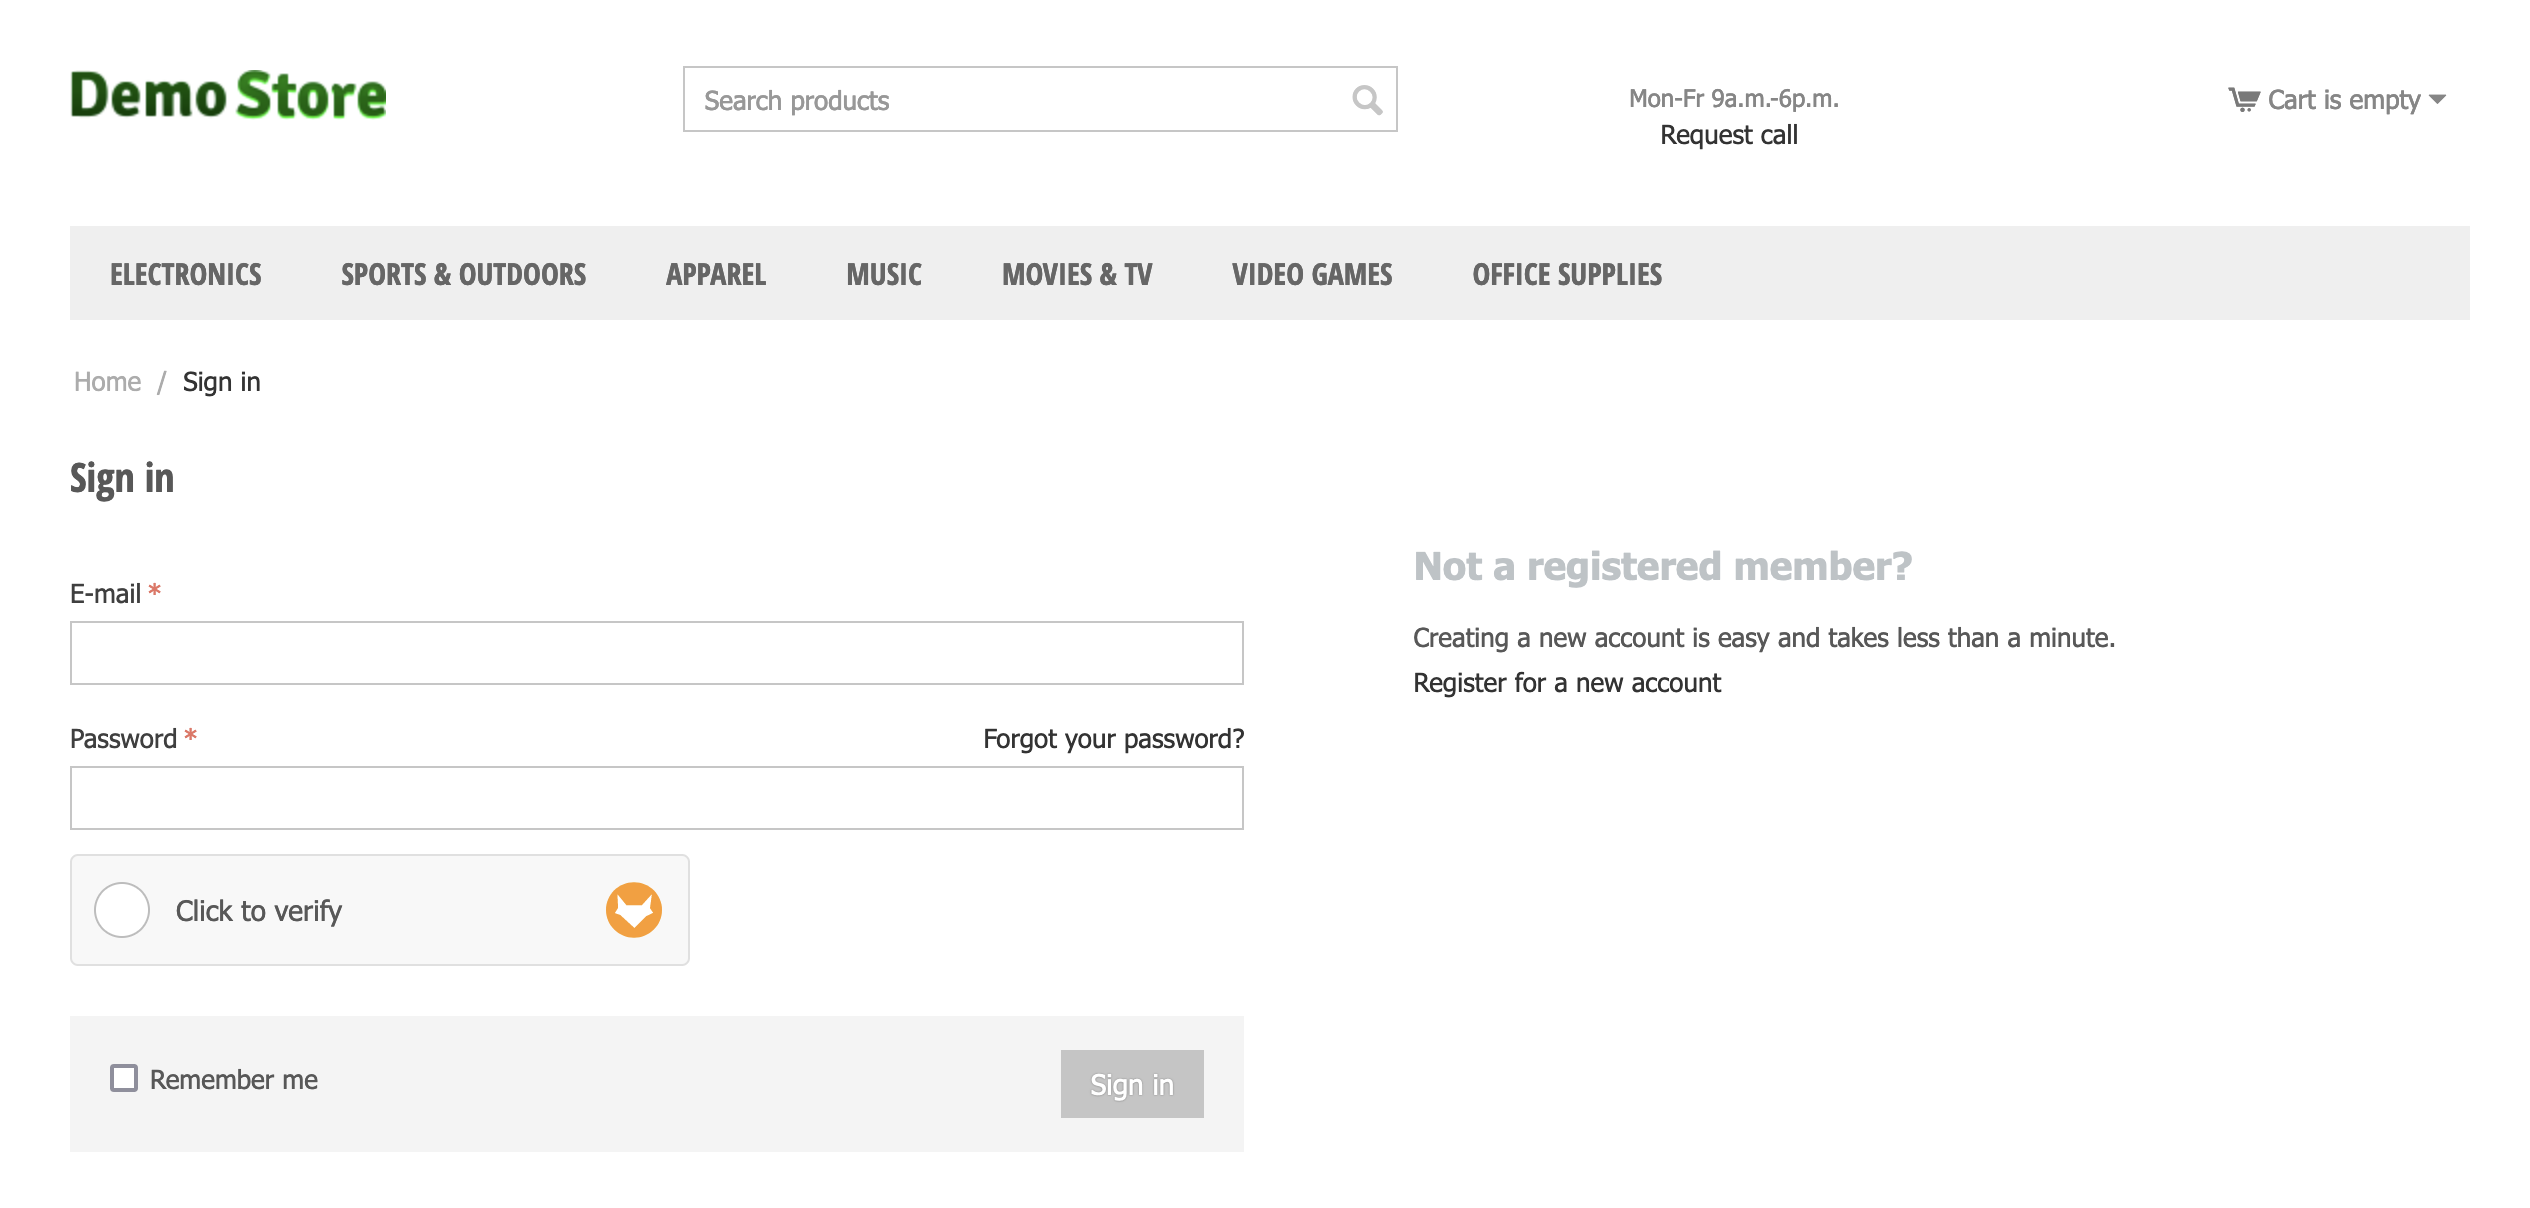 Demo Store
Search products
Mon-Fr 9a.m.-6p.m.
Request call
Cart is empty
ELECTRONICS SPORTS & OUTDOORS APPAREL MUSIC MOVIES & TV VIDEO GAMES OFFICE SUPPLIES
Home / Sign in
Sign in
E-mail *
Password * Forgot your password?
Click to verify
Remember me
Sign in
Not a registered member?
Creating a new account is easy and takes less than a minute.
Register for a new account